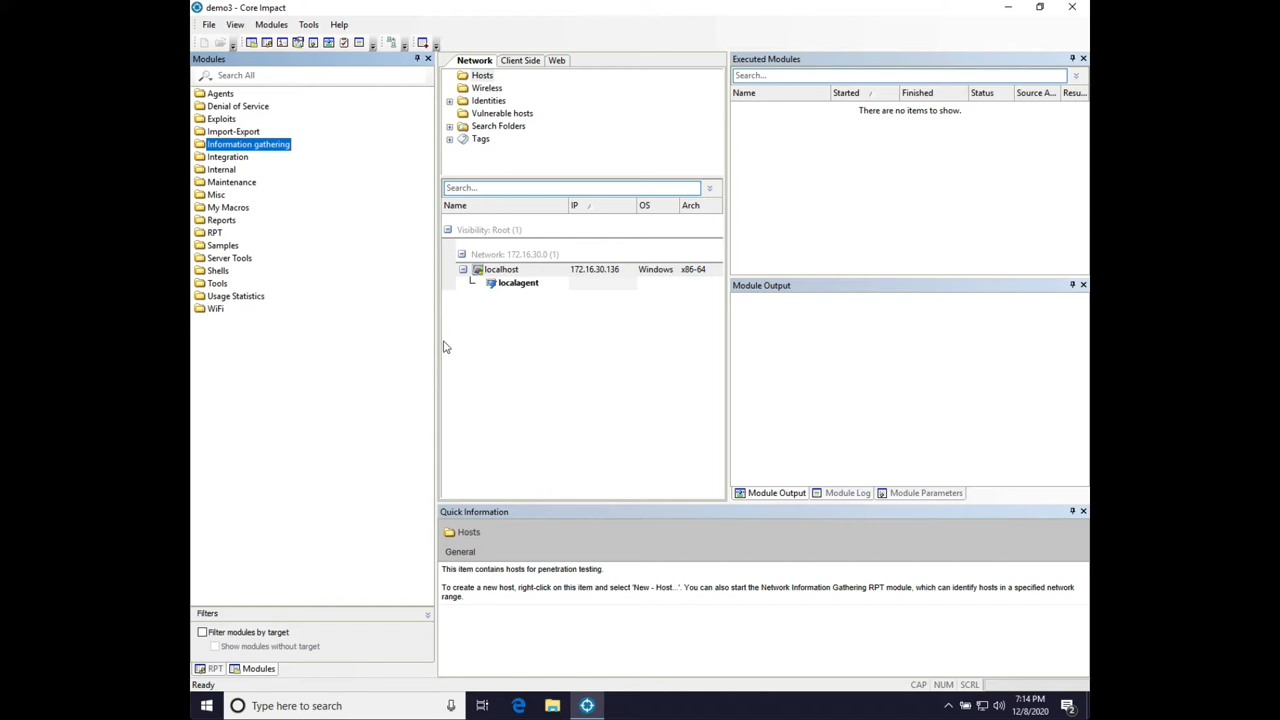 demo3 - Core Impact
File View Modules Tools Help
Modules
Search All
Agents
Denial of Service
Exploits
Import-Export
Information gathering
Integration
Internal
Maintenance
Misc
My Macros
Reports
RPT
Samples
Server Tools
Shells
Tools
Usage Statistics
WiFi
Filters
Filter modules by target
Show modules without target
RPT Modules
Network Client Side Web
Hosts
Wireless
Identities
Vulnerable hosts
Search Folders
Tags
Search...
Name IP OS Arch
Visibility: Root (1)
Network: 172.16.30.0 (1)
localhost 172.16.30.136 Windows x86-64
localagent
Executed Modules
Search...
Name Started Finished Status Source A... Resu...
There are no items to show.
Module Output
Module Output Module Log Module Parameters
Quick Information
Hosts
General
This item contains hosts for penetration testing.
To create a new host, right-click on this item and select 'New - Host...'. You can also start the Network Information Gathering RPT module, which can identify hosts in a specified network
range.
Ready
CAP NUM SCRL
Type here to search
7:14 PM
12/8/2020
2